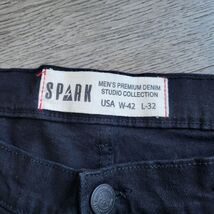 SPARK
MEN'S PREMIUM DENIM
STUDIO COLLECTION
USA W-42 L-32